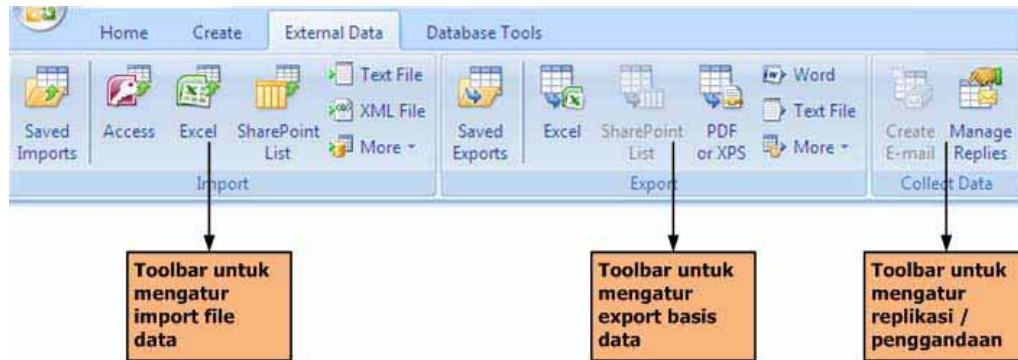 Home Create External Data Database Tools
Saved Imports
Access
Excel
SharePoint List
Text File
XML File
More
Import
Saved Exports
Excel
SharePoint List
PDF or XPS
Word
Text File
More
Export
Create E-mail
Manage Replies
Collect Data
Toolbar untuk
mengatur
import file
data
Toolbar untuk
mengatur
export basis
data
Toolbar untuk
mengatur
replikasi /
penggandaan